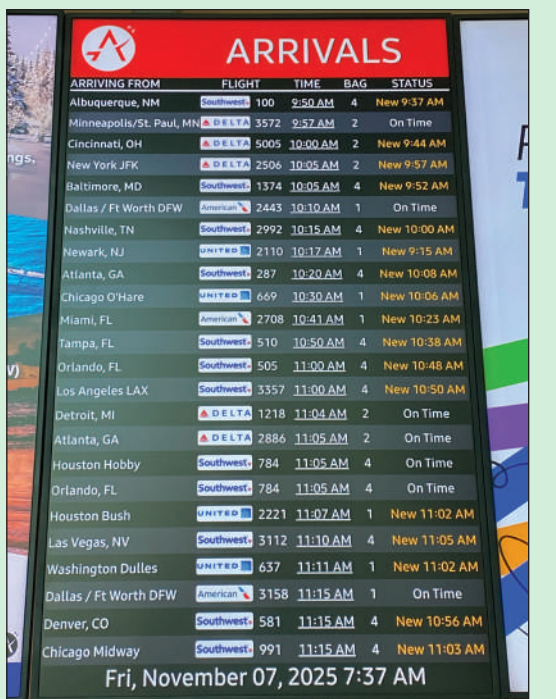 ARRIVALS
ARRIVING FROM FLIGHT TIME BAG STATUS
Albuquerque, NM Southwest 100 9:50 AM 4 New 9:37 AM
Minneapolis/St. Paul, MN DELTA 3572 9:57 AM 2 On Time
Cincinnati, OH DELTA 5005 10:00 AM 2 New 9:44 AM
New York JFK DELTA 2506 10:05 AM 2 New 9:57 AM
Baltimore, MD Southwest 1374 10:05 AM 4 New 9:52 AM
Dallas / Ft Worth DFW American 2443 10:10 AM 1 On Time
Nashville, TN Southwest 2992 10:15 AM 4 New 10:00 AM
Newark, NJ UNITED 2110 10:17 AM 1 New 9:15 AM
Atlanta, GA Southwest 287 10:20 AM 4 New 10:08 AM
Chicago O'Hare UNITED 669 10:30 AM 1 New 10:06 AM
Miami, FL American 2708 10:41 AM 1 New 10:23 AM
Tampa, FL Southwest 510 10:50 AM 4 New 10:38 AM
Orlando, FL Southwest 505 11:00 AM 4 New 10:48 AM
Los Angeles LAX Southwest 3357 11:00 AM 4 New 10:50 AM
Detroit, MI DELTA 1218 11:04 AM 2 On Time
Atlanta, GA DELTA 2886 11:05 AM 2 On Time
Houston Hobby Southwest 784 11:05 AM 4 On Time
Orlando, FL Southwest 784 11:05 AM 4 On Time
Houston Bush UNITED 2221 11:07 AM 1 New 11:02 AM
Las Vegas, NV Southwest 3112 11:10 AM 4 New 11:05 AM
Washington Dulles UNITED 637 11:11 AM 1 New 11:02 AM
Dallas / Ft Worth DFW American 3158 11:15 AM 1 On Time
Denver, CO Southwest 581 11:15 AM 4 New 10:56 AM
Chicago Midway Southwest 991 11:15 AM 4 New 11:03 AM
Fri, November 07, 2025 7:37 AM